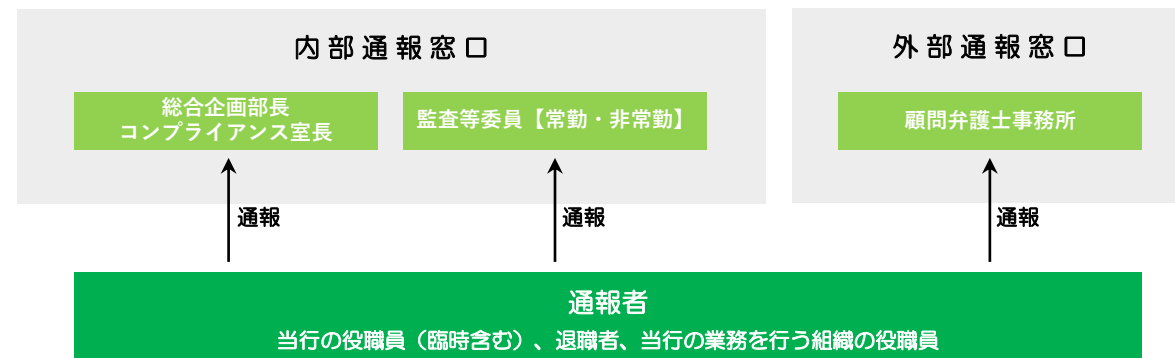 内部通報窓口
総合企画部長
コンプライアンス室長
監査等委員【常勤・非常勤】
外部通報窓口
顧問弁護士事務所
通報
通報
通報
通報者
当行の役職員（臨時含む）、退職者、当行の業務を行う組織の役職員